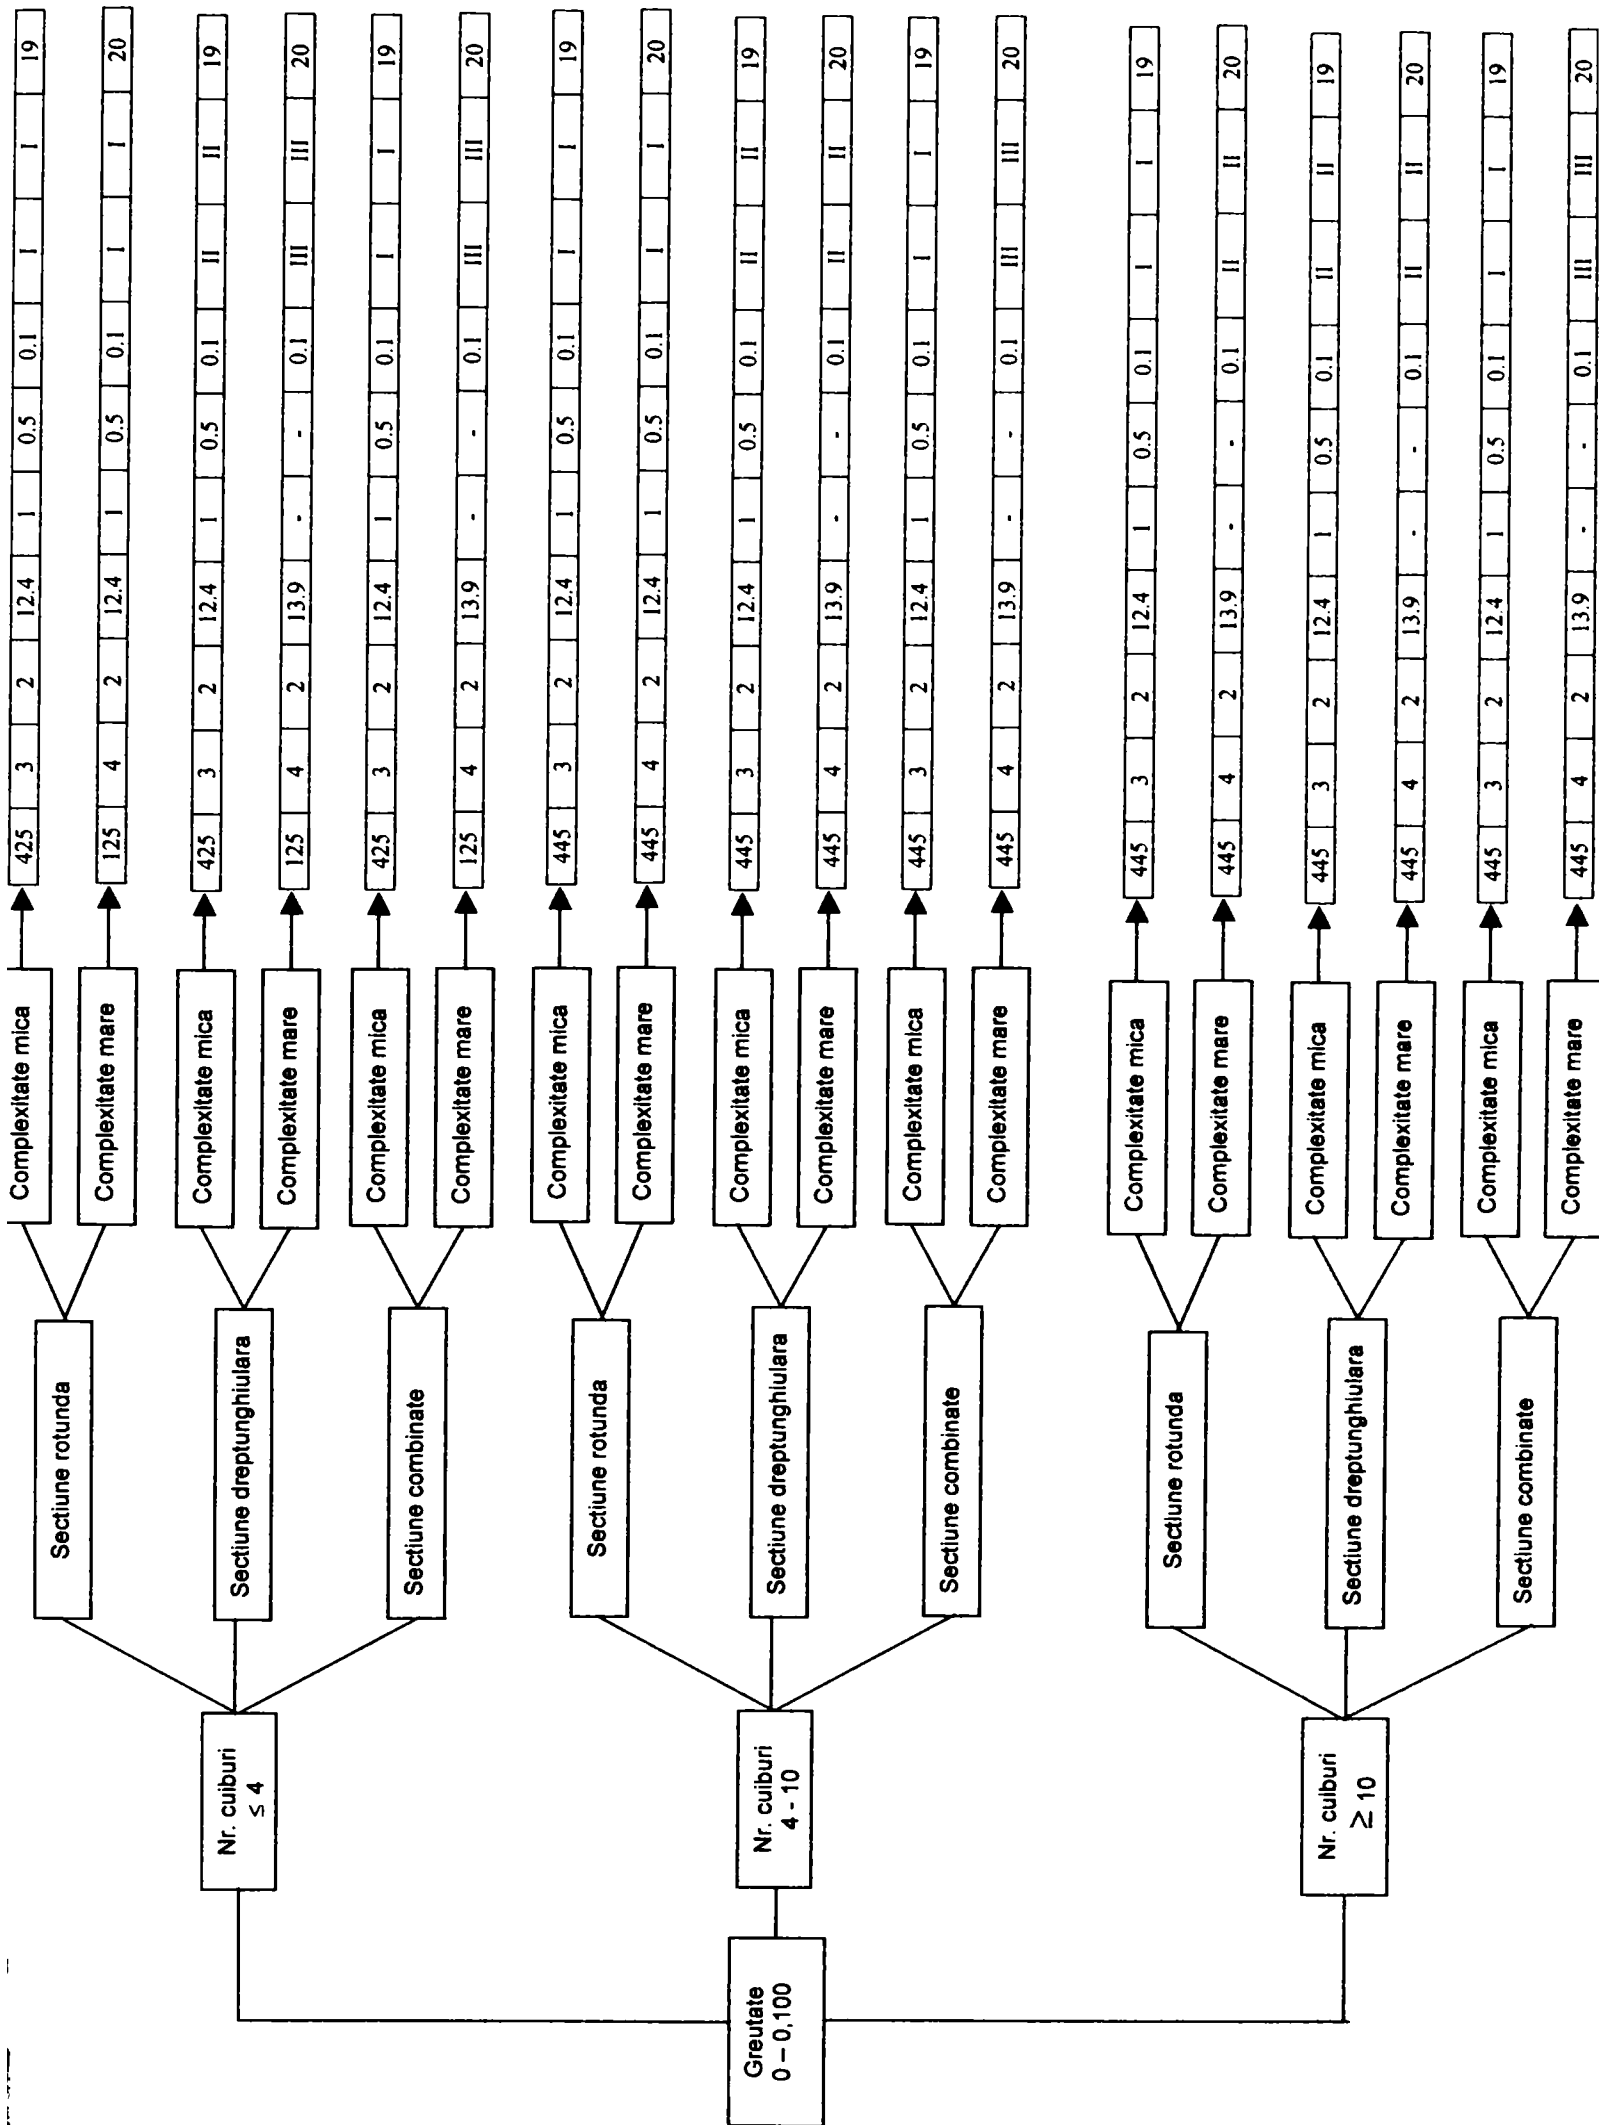 Greutate
0 – 0,100
Nr. cuiburi
≤ 4
Sectiune rotunda
Complexitate mica 425 3 2 12.4 1 0.5 0.1 I I 19
Complexitate mare 125 4 2 12.4 1 0.5 0.1 I I 20
Sectiune dreptunghiulara
Complexitate mica 425 3 2 12.4 1 0.5 0.1 II II 19
Complexitate mare 125 4 2 13.9 - - 0.1 III III 20
Sectiune combinate
Complexitate mica 425 3 2 12.4 1 0.5 0.1 I I 19
Complexitate mare 125 4 2 13.9 - - 0.1 III III 20
Nr. cuiburi
4 - 10
Sectiune rotunda
Complexitate mica 445 3 2 12.4 1 0.5 0.1 I I 19
Complexitate mare 445 4 2 12.4 1 0.5 0.1 I I 20
Sectiune dreptunghiulara
Complexitate mica 445 3 2 12.4 1 0.5 0.1 II II 19
Complexitate mare 445 4 2 13.9 - - 0.1 II II 20
Sectiune combinate
Complexitate mica 445 3 2 12.4 1 0.5 0.1 I I 19
Complexitate mare 445 4 2 13.9 - - 0.1 III III 20
Nr. cuiburi
≥ 10
Sectiune rotunda
Complexitate mica 445 3 2 12.4 1 0.5 0.1 I I 19
Complexitate mare 445 4 2 13.9 - - 0.1 II II 20
Sectiune dreptunghiulara
Complexitate mica 445 3 2 12.4 1 0.5 0.1 II II 19
Complexitate mare 445 4 2 13.9 - - 0.1 II II 20
Sectiune combinate
Complexitate mica 445 3 2 12.4 1 0.5 0.1 I I 19
Complexitate mare 445 4 2 13.9 - - 0.1 III III 20